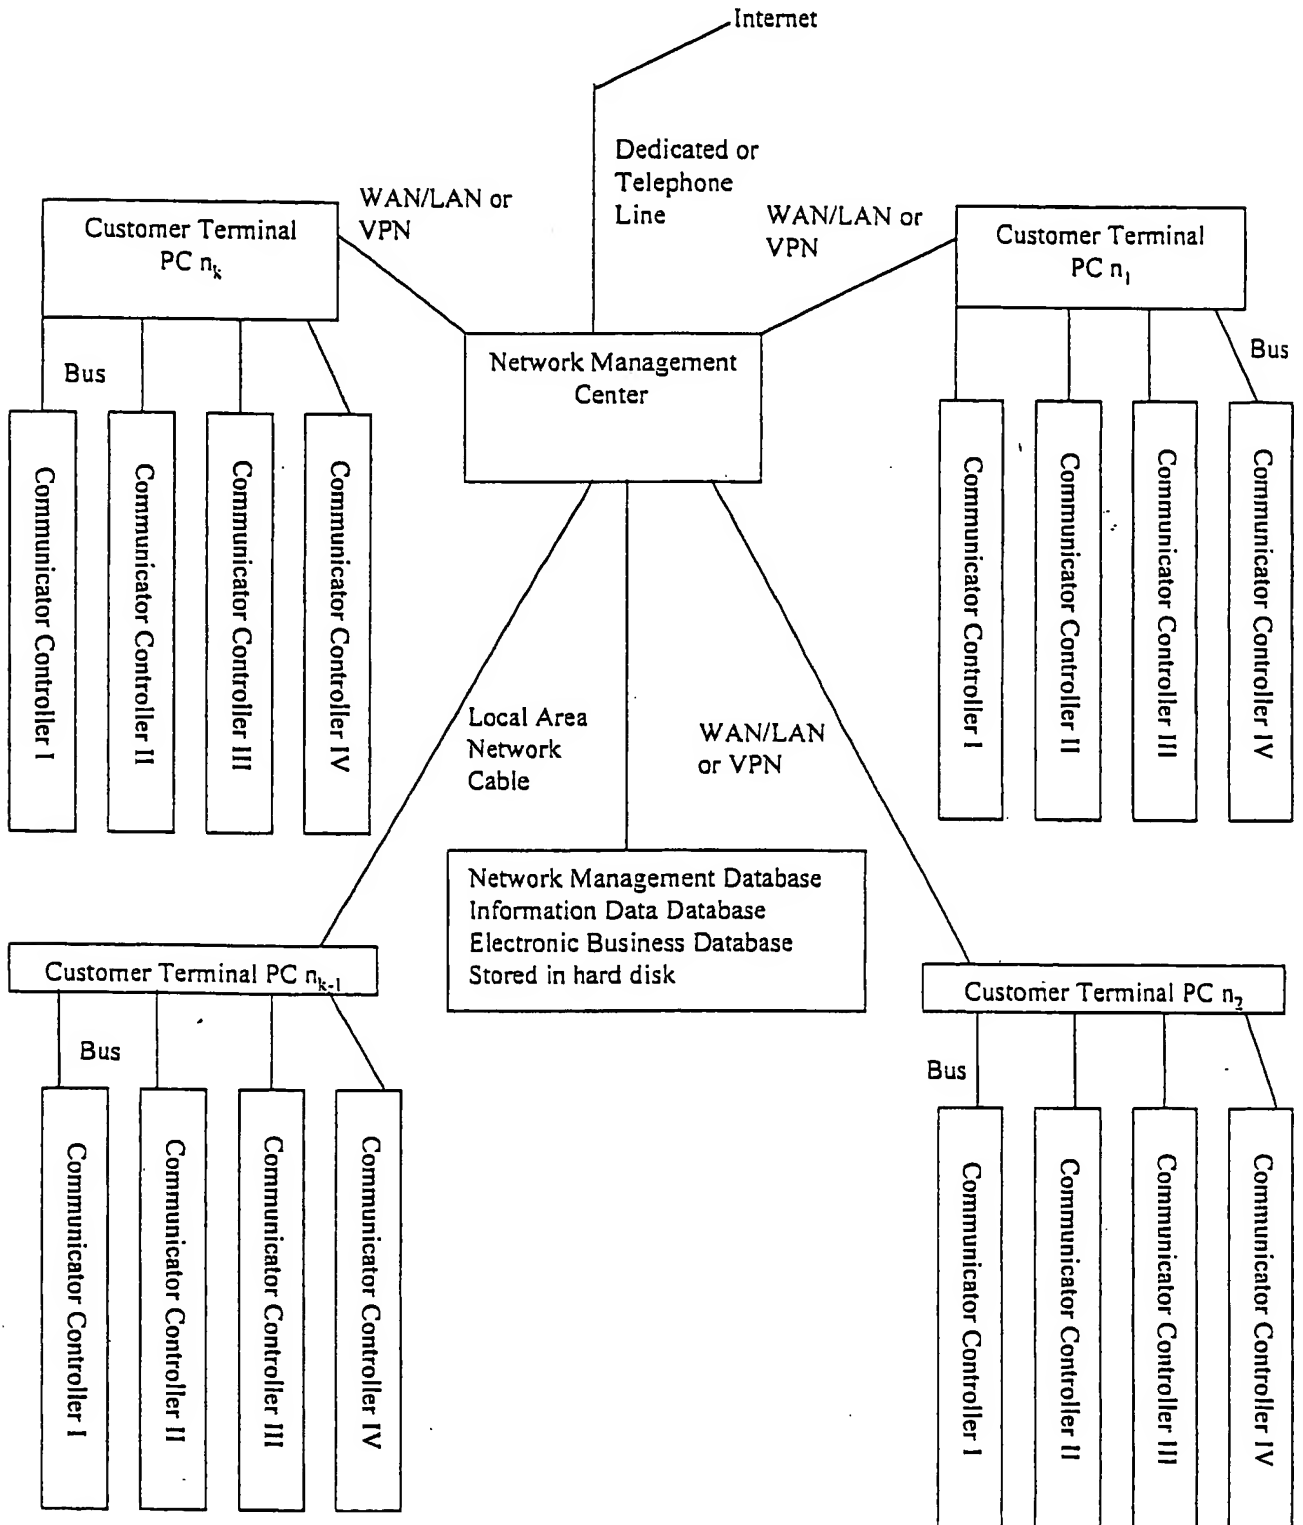 Internet
Dedicated or
Telephone
Line
WAN/LAN or
VPN
WAN/LAN or
VPN
Customer Terminal
PC nk
Customer Terminal
PC n1
Network Management
Center
Bus
Bus
Communicator Controller I
Communicator Controller II
Communicator Controller III
Communicator Controller IV
Communicator Controller I
Communicator Controller II
Communicator Controller III
Communicator Controller IV
Local Area
Network
Cable
WAN/LAN
or VPN
Network Management Database
Information Data Database
Electronic Business Database
Stored in hard disk
Customer Terminal PC nk-1
Customer Terminal PC n2
Bus
Bus
Communicator Controller I
Communicator Controller II
Communicator Controller III
Communicator Controller IV
Communicator Controller I
Communicator Controller II
Communicator Controller III
Communicator Controller IV